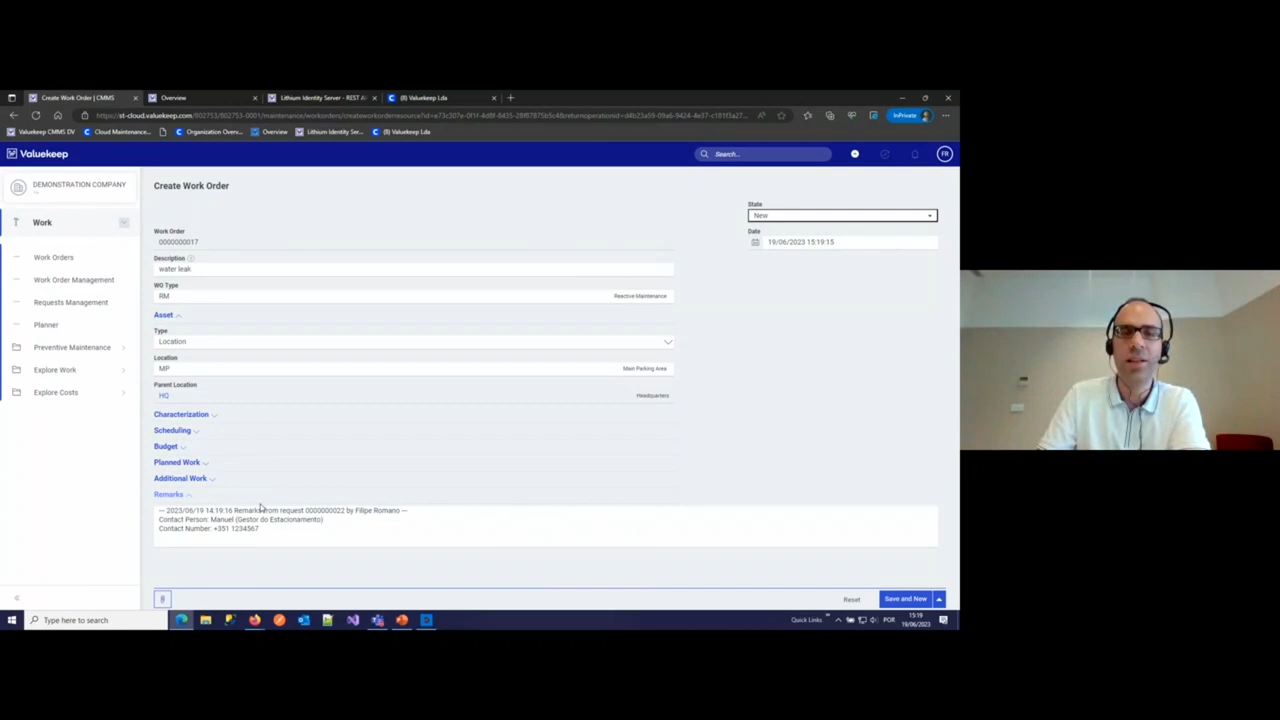 Create Work Order | CMMS
Overview
Lithium Identity Server - REST A
(8) Valuekeep Lda
Valuekeep CMMS DV
Cloud Maintenance...
Organization Overv...
Overview
Lithium Identity Ser...
(8) Valuekeep Lda
InPrivate
Valuekeep
Search...
FR
DEMONSTRATION COMPANY
Work
Work Orders
Work Order Management
Requests Management
Planner
Preventive Maintenance
Explore Work
Explore Costs
Create Work Order
State
New
Date
19/06/2023 15:19:15
Work Order
0000000017
Description
water leak
WO Type
RM Reactive Maintenance
Asset
Type
Location
Location
MP Main Parking Area
Parent Location
HQ Headquarters
Characterization
Scheduling
Budget
Planned Work
Additional Work
Remarks
--- 2023/06/19 14:19:16 Remarks from request 0000000022 by Filipe Romano ---
Contact Person: Manuel (Gestor do Estacionamento)
Contact Number: +351 1234567
Reset
Save and New
Type here to search
Quick Links
POR
15:19
19/06/2023